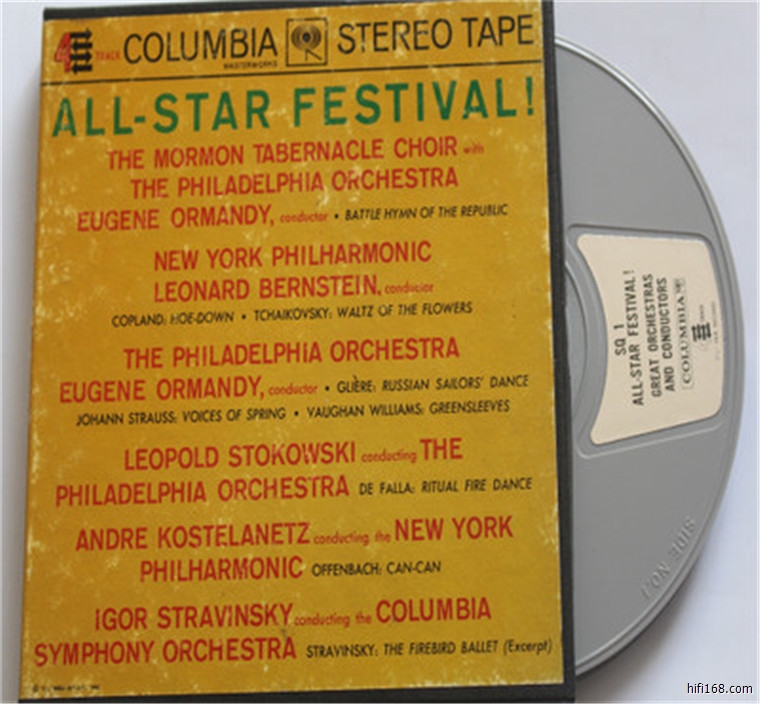 4 TRACK COLUMBIA STEREO TAPE
MASTERWORKS
ALL-STAR FESTIVAL!
THE MORMON TABERNACLE CHOIR with
THE PHILADELPHIA ORCHESTRA
EUGENE ORMANDY, conductor • BATTLE HYMN OF THE REPUBLIC
NEW YORK PHILHARMONIC
LEONARD BERNSTEIN, conductor
COPLAND: HOE-DOWN • TCHAIKOVSKY: WALTZ OF THE FLOWERS
THE PHILADELPHIA ORCHESTRA
EUGENE ORMANDY, conductor • GLIÈRE: RUSSIAN SAILORS' DANCE
JOHANN STRAUSS: VOICES OF SPRING • VAUGHAN WILLIAMS: GREENSLEEVES
LEOPOLD STOKOWSKI conducting THE
PHILADELPHIA ORCHESTRA DE FALLA: RITUAL FIRE DANCE
ANDRE KOSTELANETZ conducting the NEW YORK
PHILHARMONIC OFFENBACH: CAN-CAN
IGOR STRAVINSKY conducting the COLUMBIA
SYMPHONY ORCHESTRA STRAVINSKY: THE FIREBIRD BALLET (Excerpt)
SQ 1
ALL-STAR FESTIVAL!
GREAT ORCHESTRAS
AND CONDUCTORS
COLUMBIA
TRACK
SIDE NO.1
hifi168.com